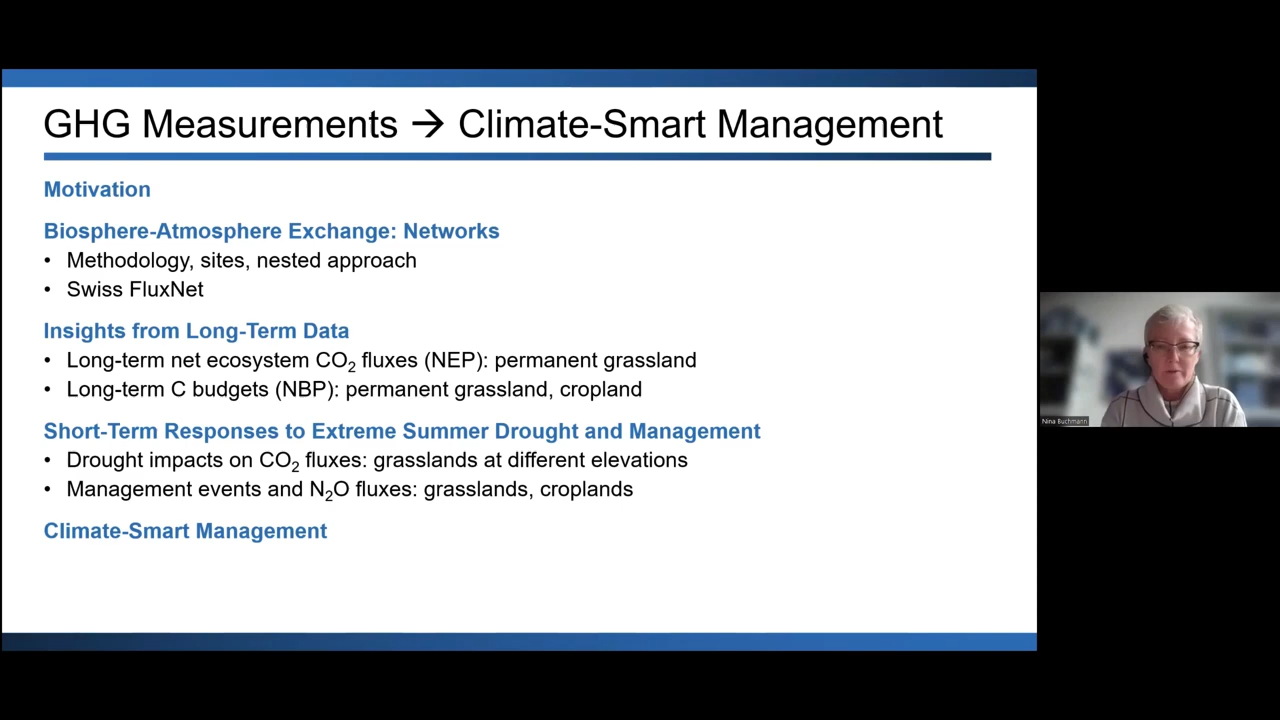 GHG Measurements → Climate-Smart Management
Motivation
Biosphere-Atmosphere Exchange: Networks
• Methodology, sites, nested approach
• Swiss FluxNet
Insights from Long-Term Data
• Long-term net ecosystem CO₂ fluxes (NEP): permanent grassland
• Long-term C budgets (NBP): permanent grassland, cropland
Short-Term Responses to Extreme Summer Drought and Management
• Drought impacts on CO₂ fluxes: grasslands at different elevations
• Management events and N₂O fluxes: grasslands, croplands
Climate-Smart Management
Nina Buchmann